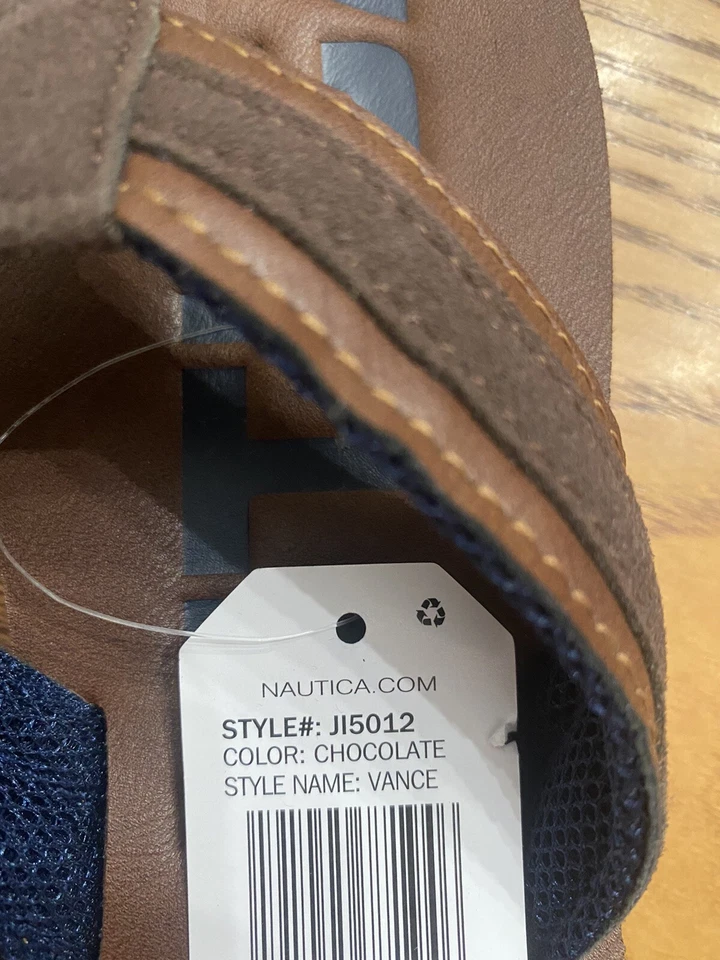 NAUTICA.COM
STYLE#: JI5012
COLOR: CHOCOLATE
STYLE NAME: VANCE